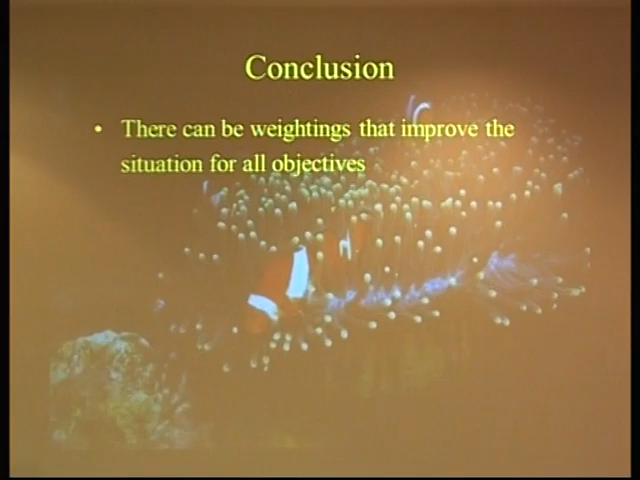 Conclusion
• There can be weightings that improve the
situation for all objectives